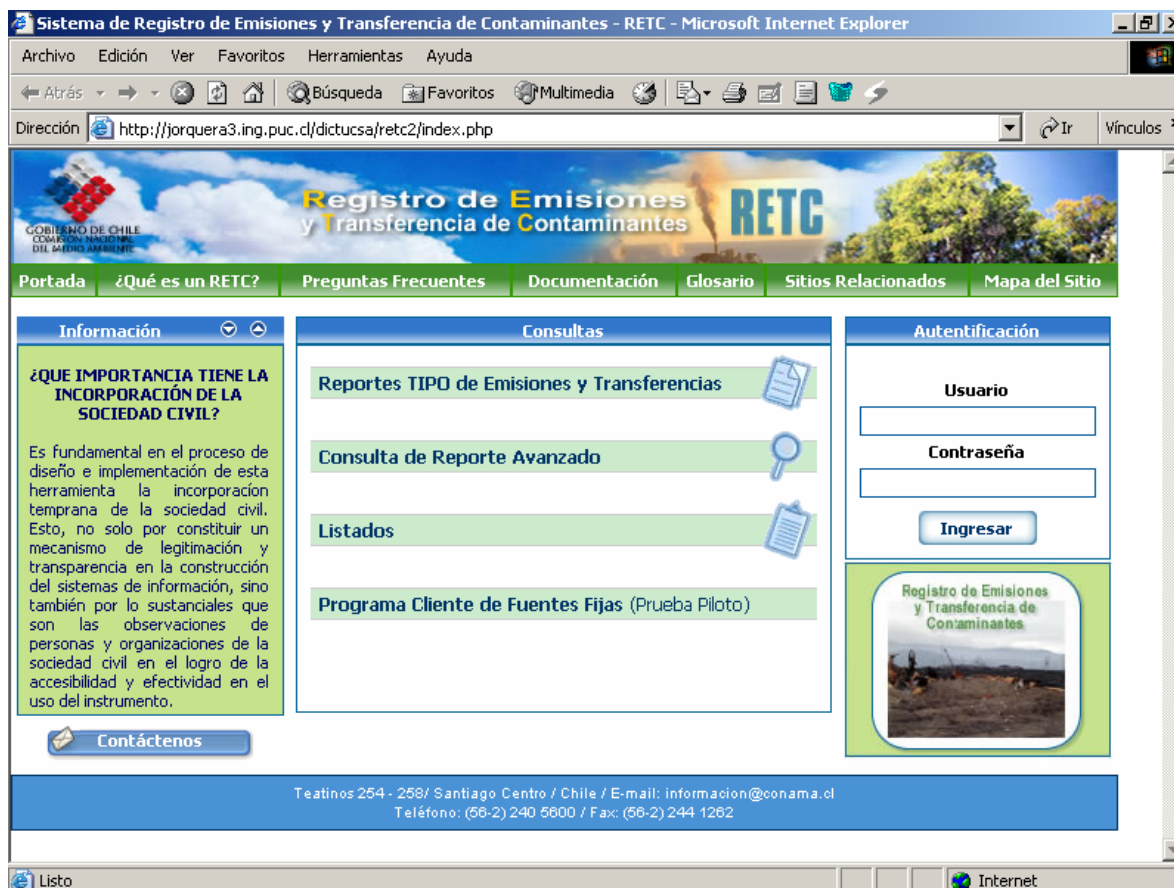 Sistema de Registro de Emisiones y Transferencia de Contaminantes - RETC - Microsoft Internet Explorer
Archivo Edición Ver Favoritos Herramientas Ayuda
Atrás Búsqueda Favoritos Multimedia
Dirección http://jorquera3.ing.puc.cl/dictucsa/retc2/index.php Ir Vínculos
GOBIERNO DE CHILE
COMISION NACIONAL
DEL MEDIO AMBIENTE
Registro de Emisiones
y Transferencia de Contaminantes
RETC
Portada ¿Qué es un RETC? Preguntas Frecuentes Documentación Glosario Sitios Relacionados Mapa del Sitio
Información
¿QUE IMPORTANCIA TIENE LA
INCORPORACIÓN DE LA
SOCIEDAD CIVIL?
Es fundamental en el proceso de
diseño e implementación de esta
herramienta la incorporacíon
temprana de la sociedad civil.
Esto, no solo por constituir un
mecanismo de legitimación y
transparencia en la construcción
del sistemas de información, sino
también por lo sustanciales que
son las observaciones de
personas y organizaciones de la
sociedad civil en el logro de la
accesibilidad y efectividad en el
uso del instrumento.
Contáctenos
Consultas
Reportes TIPO de Emisiones y Transferencias
Consulta de Reporte Avanzado
Listados
Programa Cliente de Fuentes Fijas (Prueba Piloto)
Autentificación
Usuario
Contraseña
Ingresar
Registro de Emisiones
y Transferencia de
Contaminantes
Teatinos 254 - 258/ Santiago Centro / Chile / E-mail: informacion@conama.cl
Teléfono: (56-2) 240 5600 / Fax: (56-2) 244 1262
Listo Internet